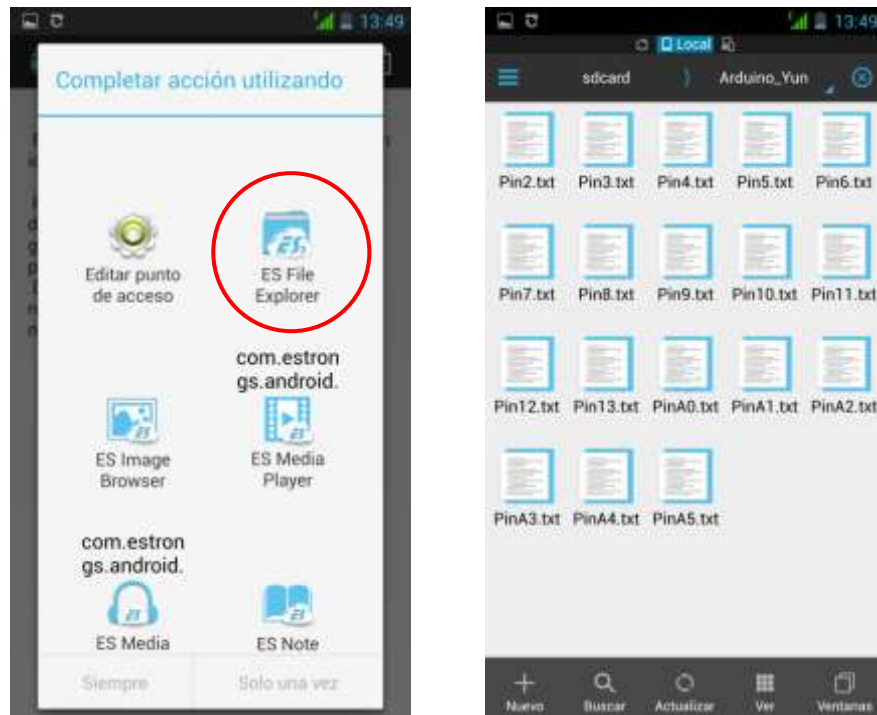 13:49
Completar acción utilizando
Editar punto
de acceso
ES File
Explorer
com.estron
gs.android.
ES Image
Browser
ES Media
Player
com.estron
gs.android.
ES Media
ES Note
Siempre
Solo una vez
13:49
Local
sdcard
Arduino_Yun
Pin2.txt Pin3.txt Pin4.txt Pin5.txt Pin6.txt
Pin7.txt Pin8.txt Pin9.txt Pin10.txt Pin11.txt
Pin12.txt Pin13.txt PinA0.txt PinA1.txt PinA2.txt
PinA3.txt PinA4.txt PinA5.txt
Nuevo Buscar Actualizar Ver Ventanas